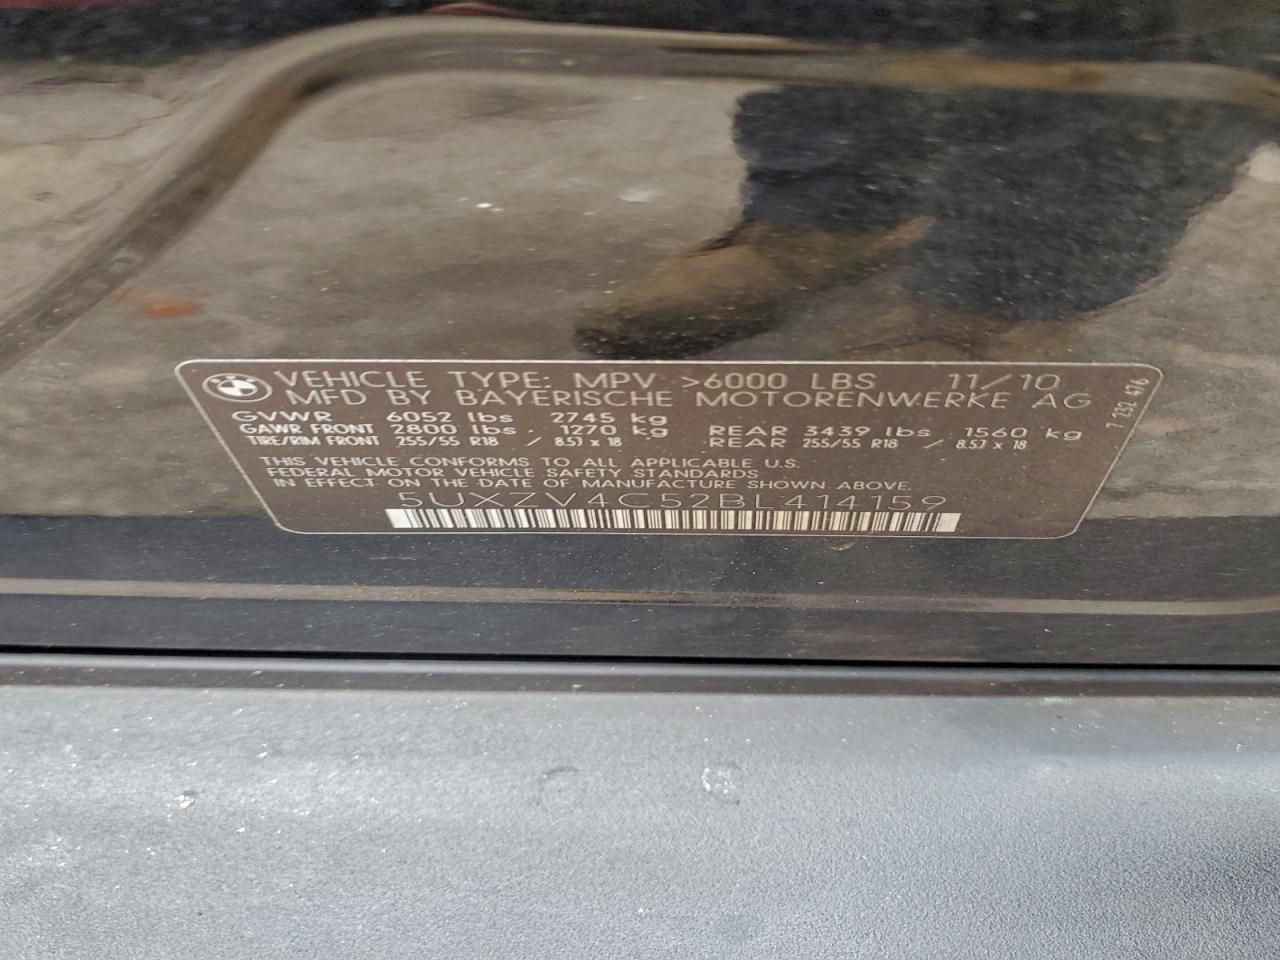 VEHICLE TYPE: MPV >6000 LBS 11/10
MFD BY BAYERISCHE MOTORENWERKE AG
GVWR 6052 lbs 2745 kg
GAWR FRONT 2800 lbs 1270 kg REAR 3439 lbs 1560 kg
TIRE/RIM FRONT 255/55 R18 / 8.5J x 18 REAR 255/55 R18 / 8.5J x 18
THIS VEHICLE CONFORMS TO ALL APPLICABLE U.S.
FEDERAL MOTOR VEHICLE SAFETY STANDARDS
IN EFFECT ON THE DATE OF MANUFACTURE SHOWN ABOVE.
5UXZV4C52BL414159
7 252 476